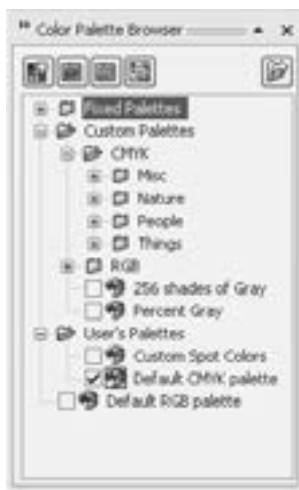 Color Palette Browser
Fixed Palettes
Custom Palettes
CMYK
Misc
Nature
People
Things
RGB
256 shades of Gray
Percent Gray
User's Palettes
Custom Spot Colors
Default CMYK palette
Default RGB palette